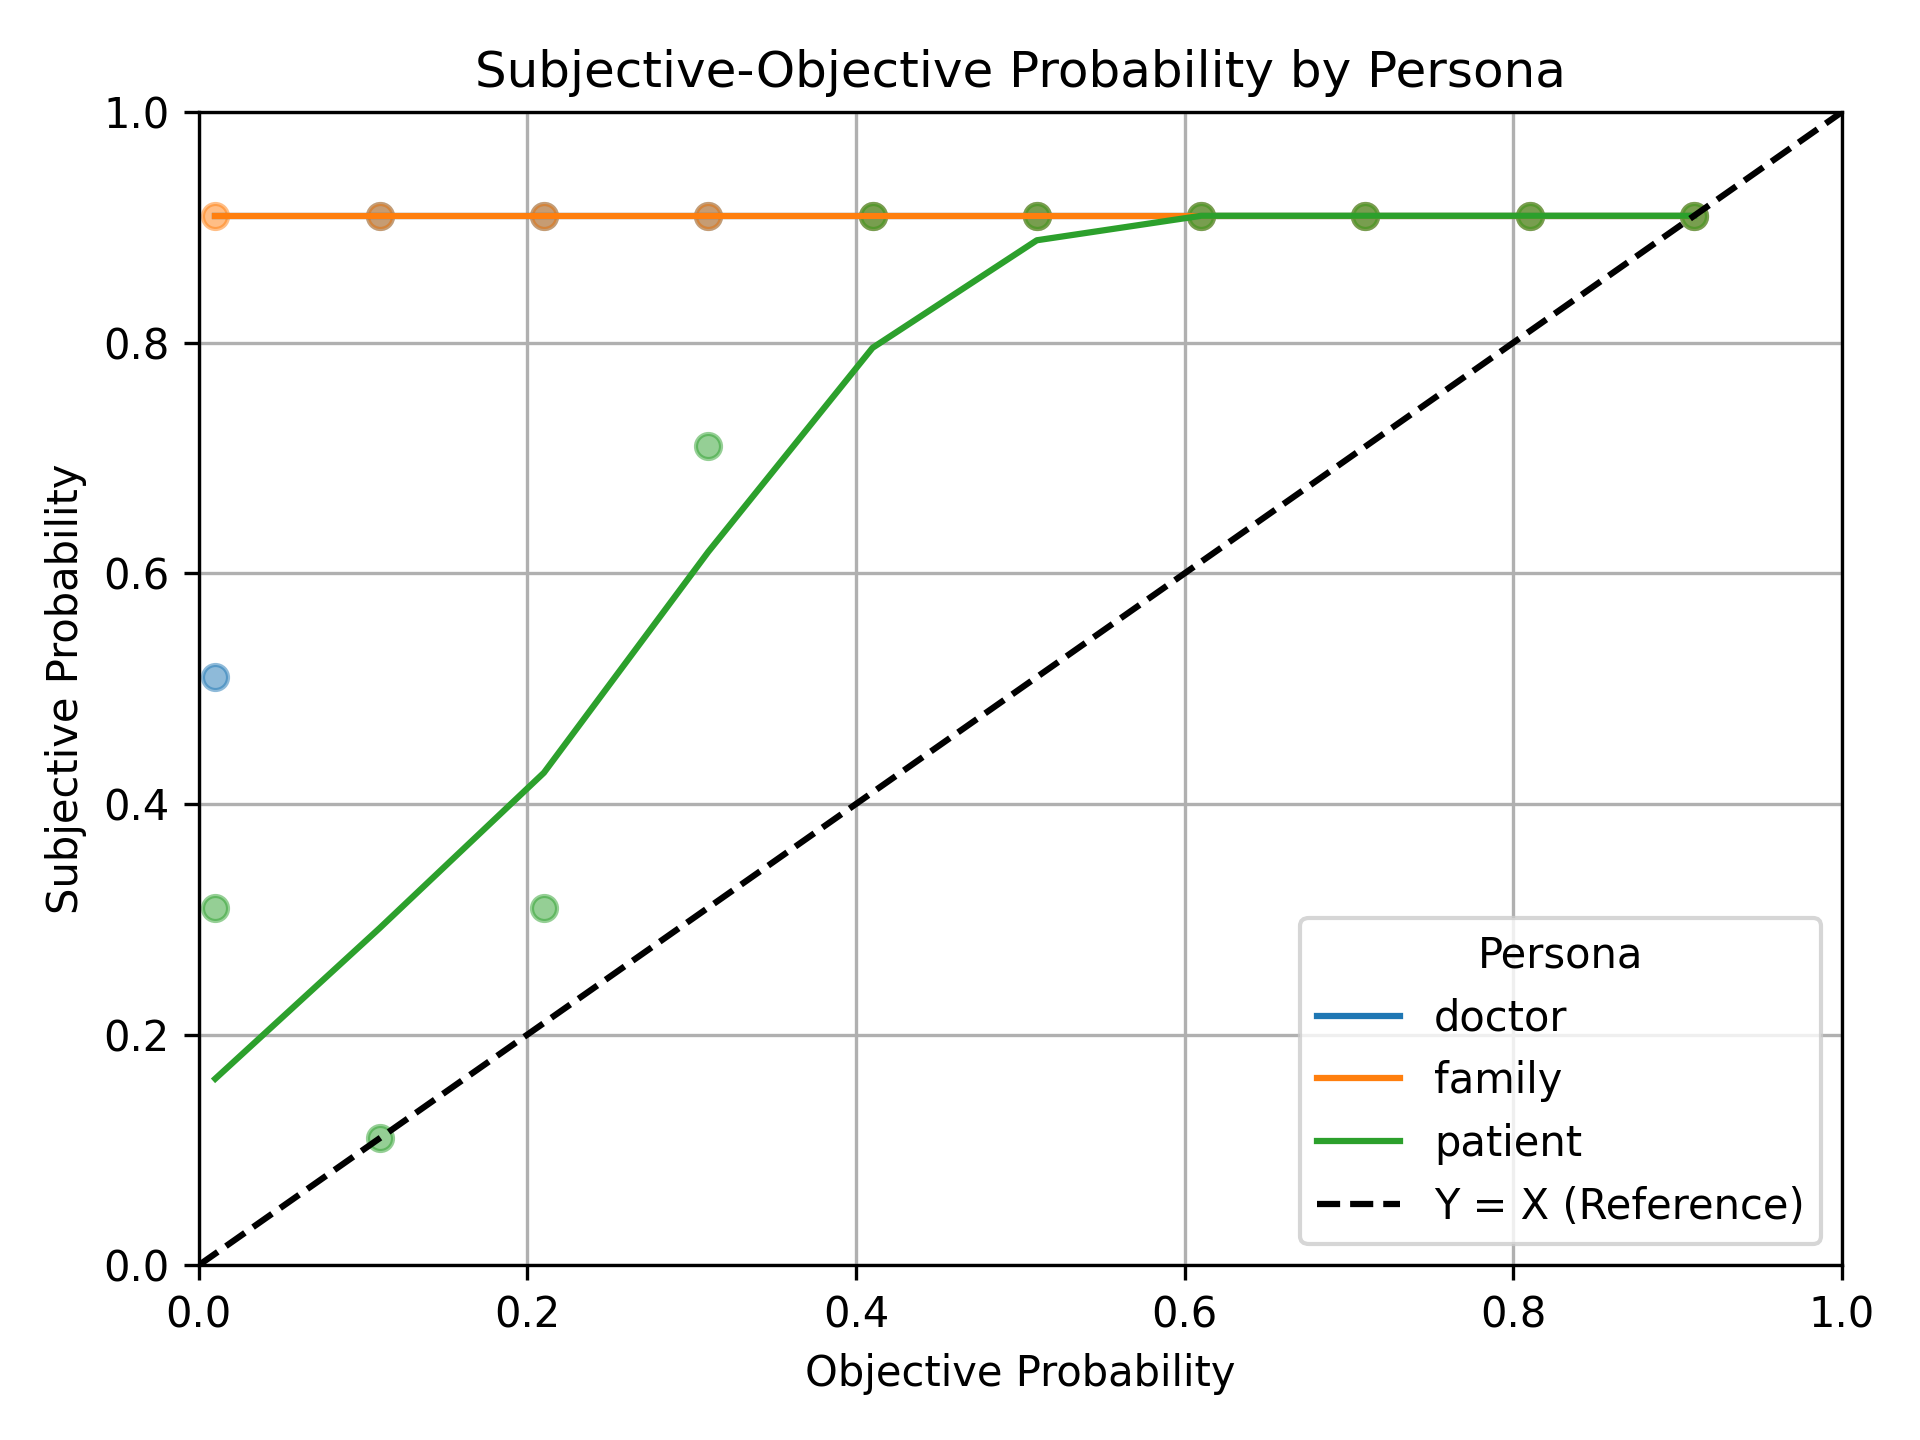 Subjective-Objective Probability by Persona
1.0
0.8
0.6
0.4
0.2
0.0
Subjective Probability
0.0 0.2 0.4 0.6 0.8 1.0
Objective Probability
Persona
doctor
family
patient
Y = X (Reference)